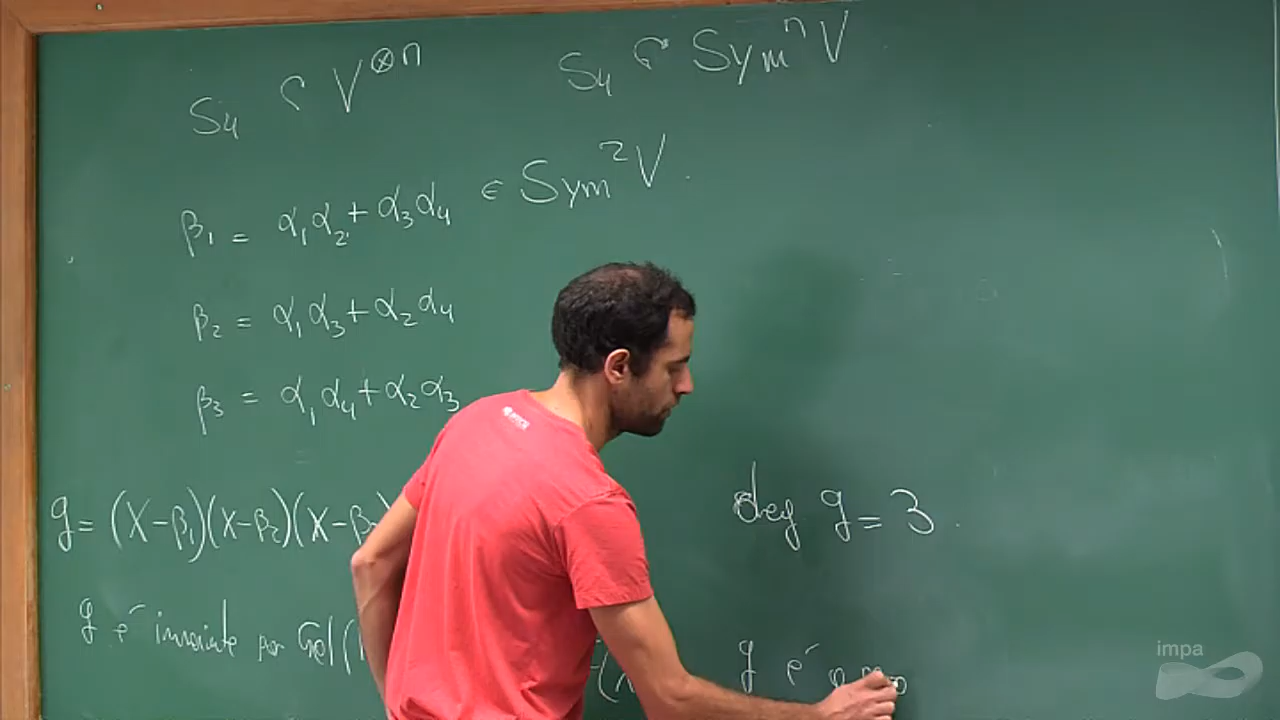 S₄ ↷ V^{⊗n}
S₄ ↷ Sym^n V
β₁ = α₁α₂ + α₃α₄ ∈ Sym² V.
β₂ = α₁α₃ + α₂α₄
β₃ = α₁α₄ + α₂α₃
g = (X-β₁)(X-β₂)(X-β
deg g = 3.
g é invariante por Gal(
g é o
impa